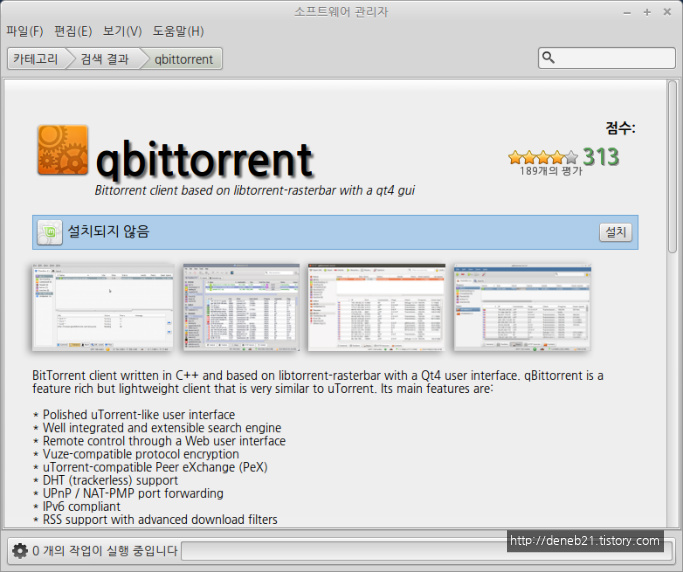 소프트웨어 관리자
파일(F) 편집(E) 보기(V) 도움말(H)
카테고리 검색 결과 qbittorrent
점수:
qbittorrent
313
189개의 평가
Bittorrent client based on libtorrent-rasterbar with a qt4 gui
설치되지 않음 설치
BitTorrent client written in C++ and based on libtorrent-rasterbar with a Qt4 user interface. qBittorrent is a
feature rich but lightweight client that is very similar to uTorrent. Its main features are:
* Polished uTorrent-like user interface
* Well integrated and extensible search engine
* Remote control through a Web user interface
* Vuze-compatible protocol encryption
* uTorrent-compatible Peer eXchange (PeX)
* DHT (trackerless) support
* UPnP / NAT-PMP port forwarding
* IPv6 compliant
* RSS support with advanced download filters
0 개의 작업이 실행 중입니다
http://deneb21.tistory.com